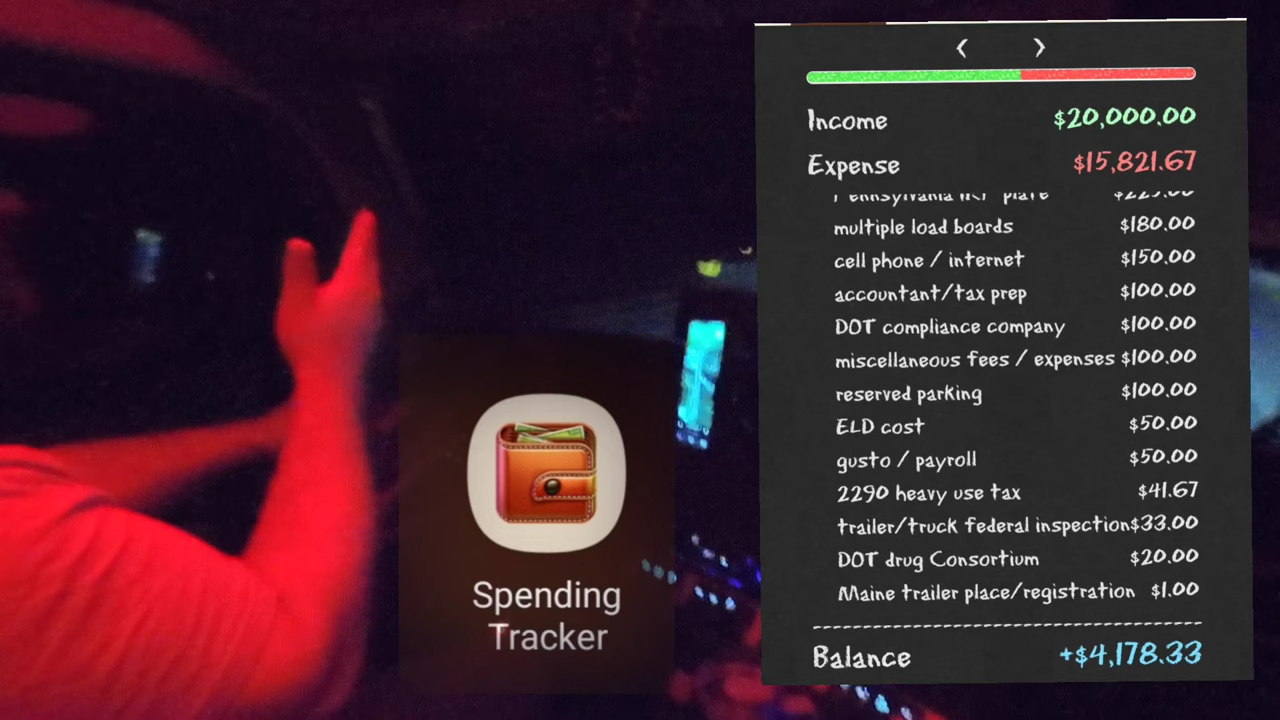 ‹ ›
Income $20,000.00
Expense $15,821.67
Pennsylvania plate
multiple load boards $180.00
cell phone / internet $150.00
accountant/tax prep $100.00
DOT compliance company $100.00
miscellaneous fees / expenses $100.00
reserved parking $100.00
ELD cost $50.00
gusto / payroll $50.00
2290 heavy use tax $41.67
trailer/truck federal inspection $33.00
DOT drug Consortium $20.00
Maine trailer place/registration $1.00
Balance +$4,178.33
Spending
Tracker